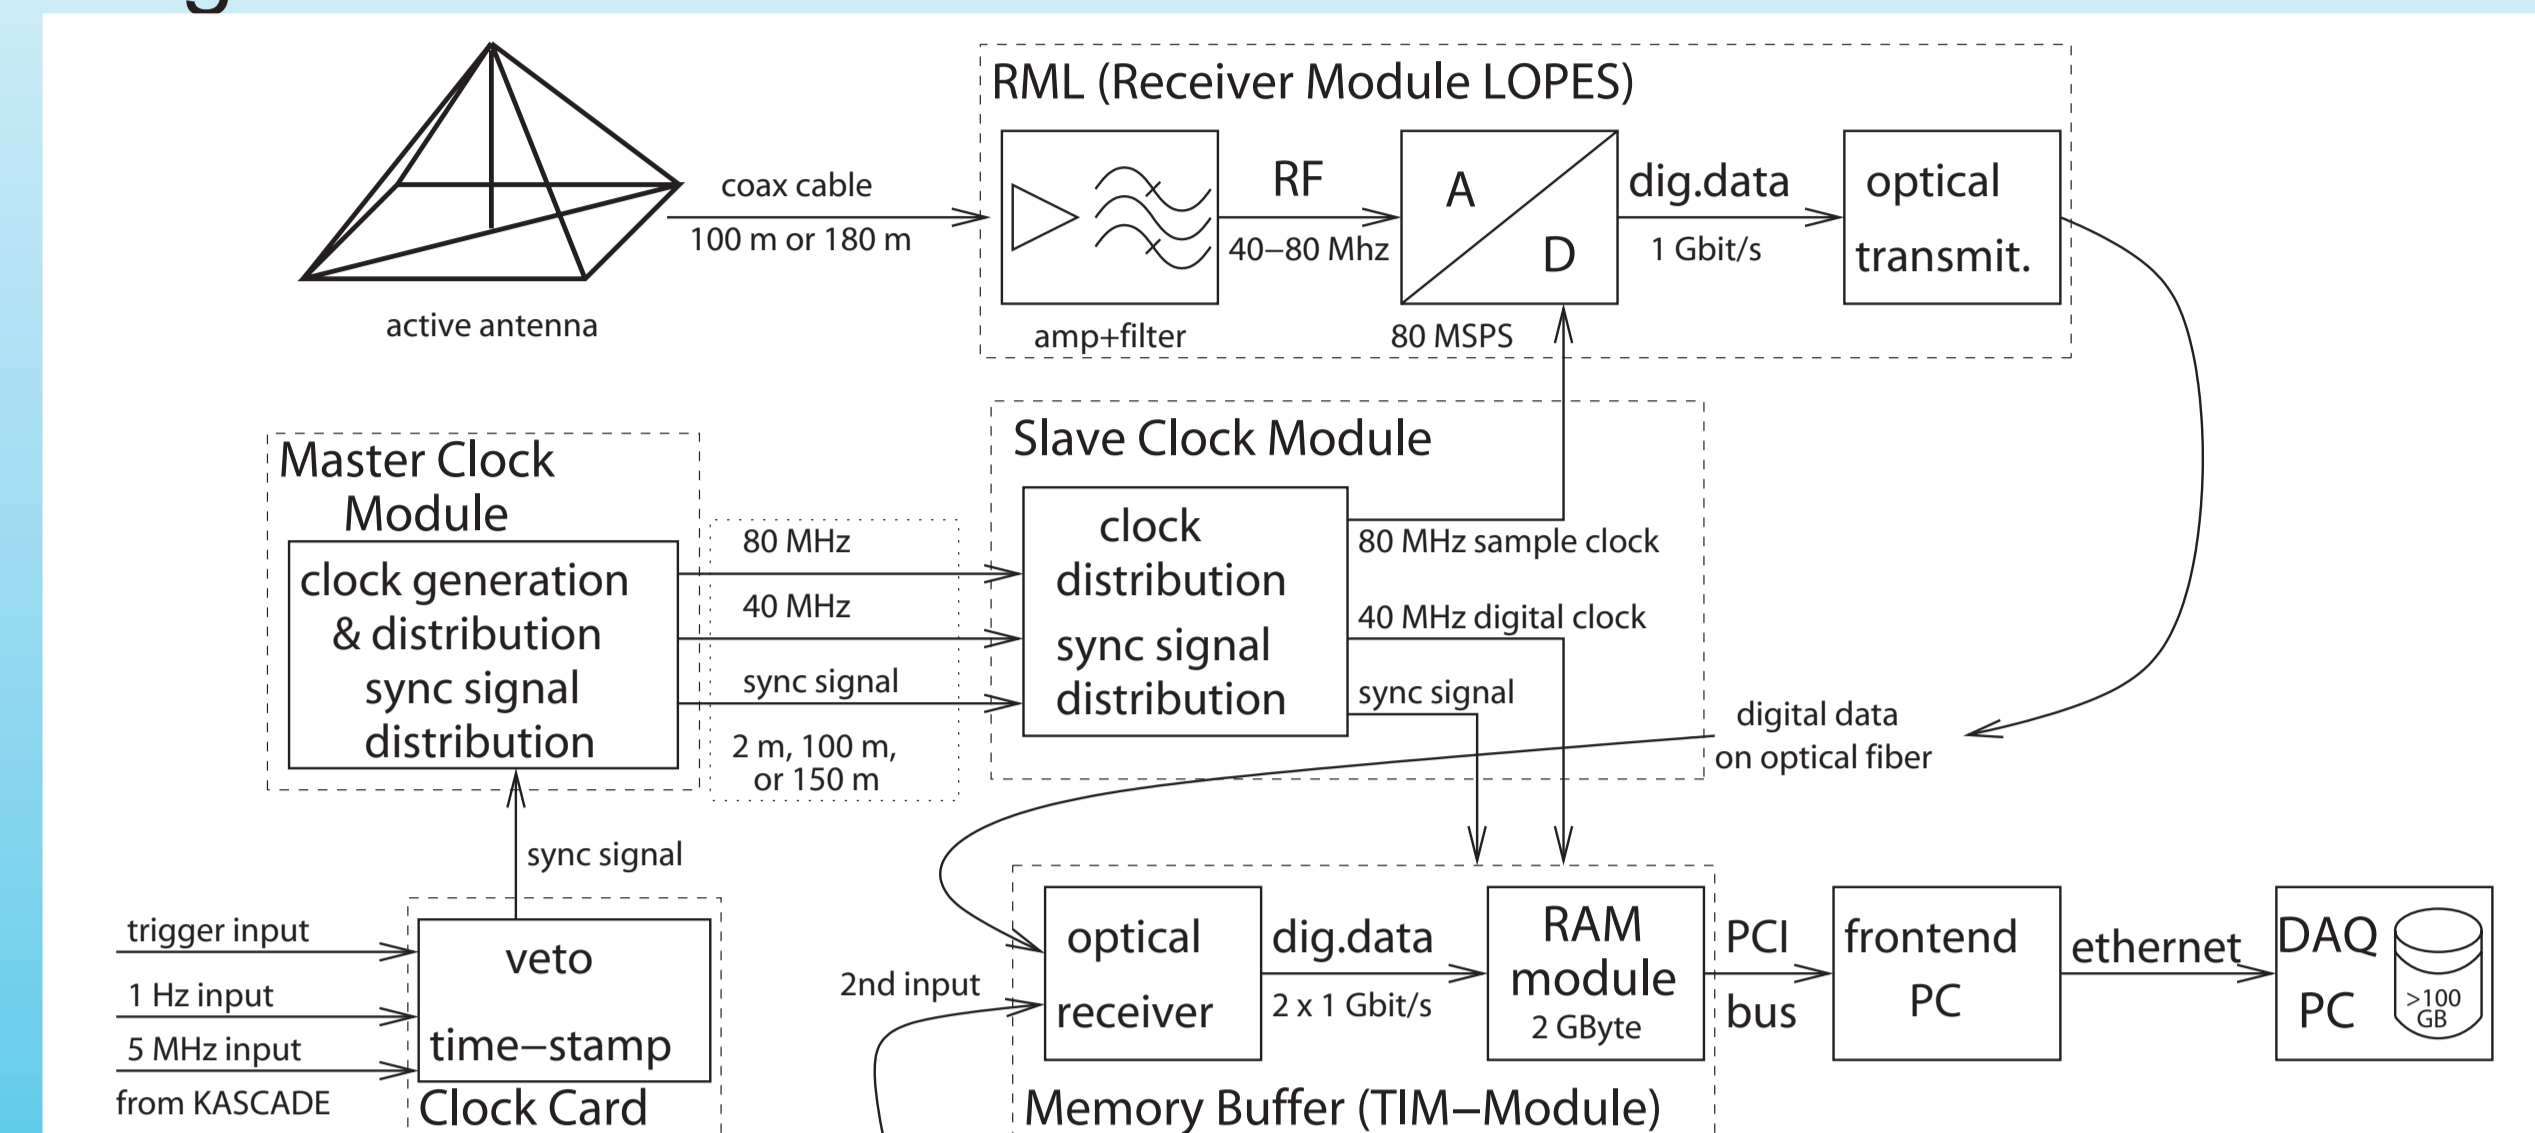 RML (Receiver Module LOPES)
coax cable
100 m or 180 m
active antenna
amp+filter
RF
40–80 Mhz
A
D
80 MSPS
dig.data
1 Gbit/s
optical
transmit.
Master Clock
Module
clock generation
& distribution
sync signal
distribution
80 MHz
40 MHz
sync signal
2 m, 100 m,
or 150 m
Slave Clock Module
clock
distribution
sync signal
distribution
80 MHz sample clock
40 MHz digital clock
sync signal
digital data
on optical fiber
sync signal
trigger input
1 Hz input
5 MHz input
from KASCADE
veto
time–stamp
Clock Card
2nd input
optical
receiver
dig.data
2 x 1 Gbit/s
RAM
module
2 GByte
Memory Buffer (TIM–Module)
PCI
bus
frontend
PC
ethernet
DAQ
PC
>100
GB